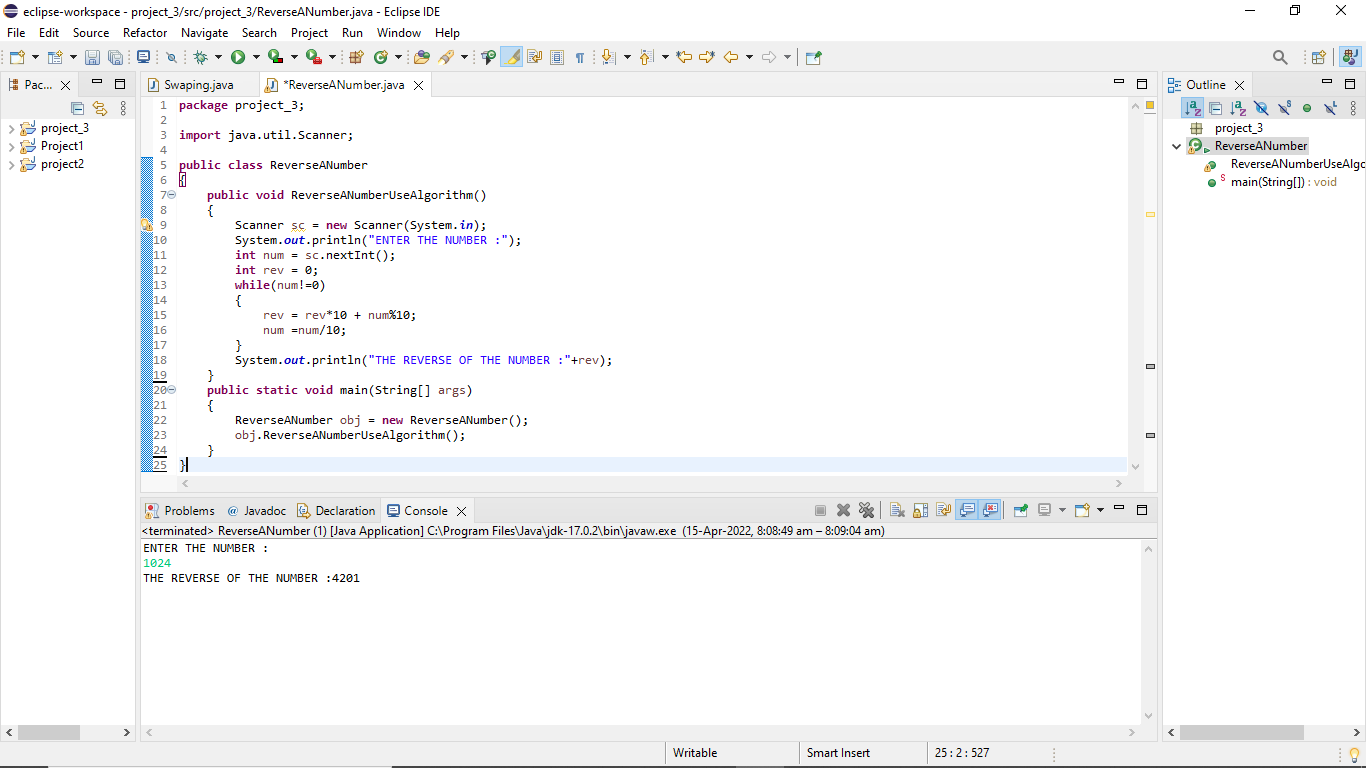 eclipse-workspace - project_3/src/project_3/ReverseANumber.java - Eclipse IDE
File Edit Source Refactor Navigate Search Project Run Window Help
Pac...
project_3
Project1
project2
Swaping.java *ReverseANumber.java
1 package project_3;
2
3 import java.util.Scanner;
4
5 public class ReverseANumber
6 {
7 public void ReverseANumberUseAlgorithm()
8 {
9 Scanner sc = new Scanner(System.in);
10 System.out.println("ENTER THE NUMBER :");
11 int num = sc.nextInt();
12 int rev = 0;
13 while(num!=0)
14 {
15 rev = rev*10 + num%10;
16 num =num/10;
17 }
18 System.out.println("THE REVERSE OF THE NUMBER :"+rev);
19 }
20 public static void main(String[] args)
21 {
22 ReverseANumber obj = new ReverseANumber();
23 obj.ReverseANumberUseAlgorithm();
24 }
25 }
Outline
project_3
ReverseANumber
ReverseANumberUseAlgo
main(String[]) : void
Problems @ Javadoc Declaration Console
<terminated> ReverseANumber (1) [Java Application] C:\Program Files\Java\jdk-17.0.2\bin\javaw.exe (15-Apr-2022, 8:08:49 am – 8:09:04 am)
ENTER THE NUMBER :
1024
THE REVERSE OF THE NUMBER :4201
Writable Smart Insert 25 : 2 : 527